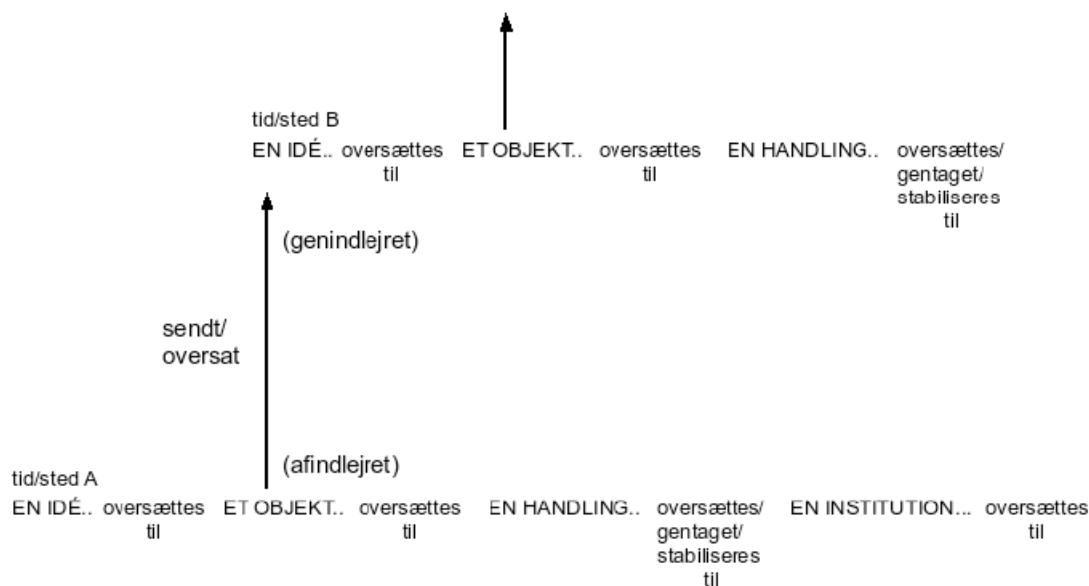 tid/sted B
EN IDÉ.. oversættes til ET OBJEKT.. oversættes til EN HANDLING.. oversættes/ gentaget/ stabiliseres til
(genindlejret)
sendt/
oversat
(afindlejret)
tid/sted A
EN IDÉ.. oversættes til ET OBJEKT.. oversættes til EN HANDLING.. oversættes/ gentaget/ stabiliseres til EN INSTITUTION... oversættes til